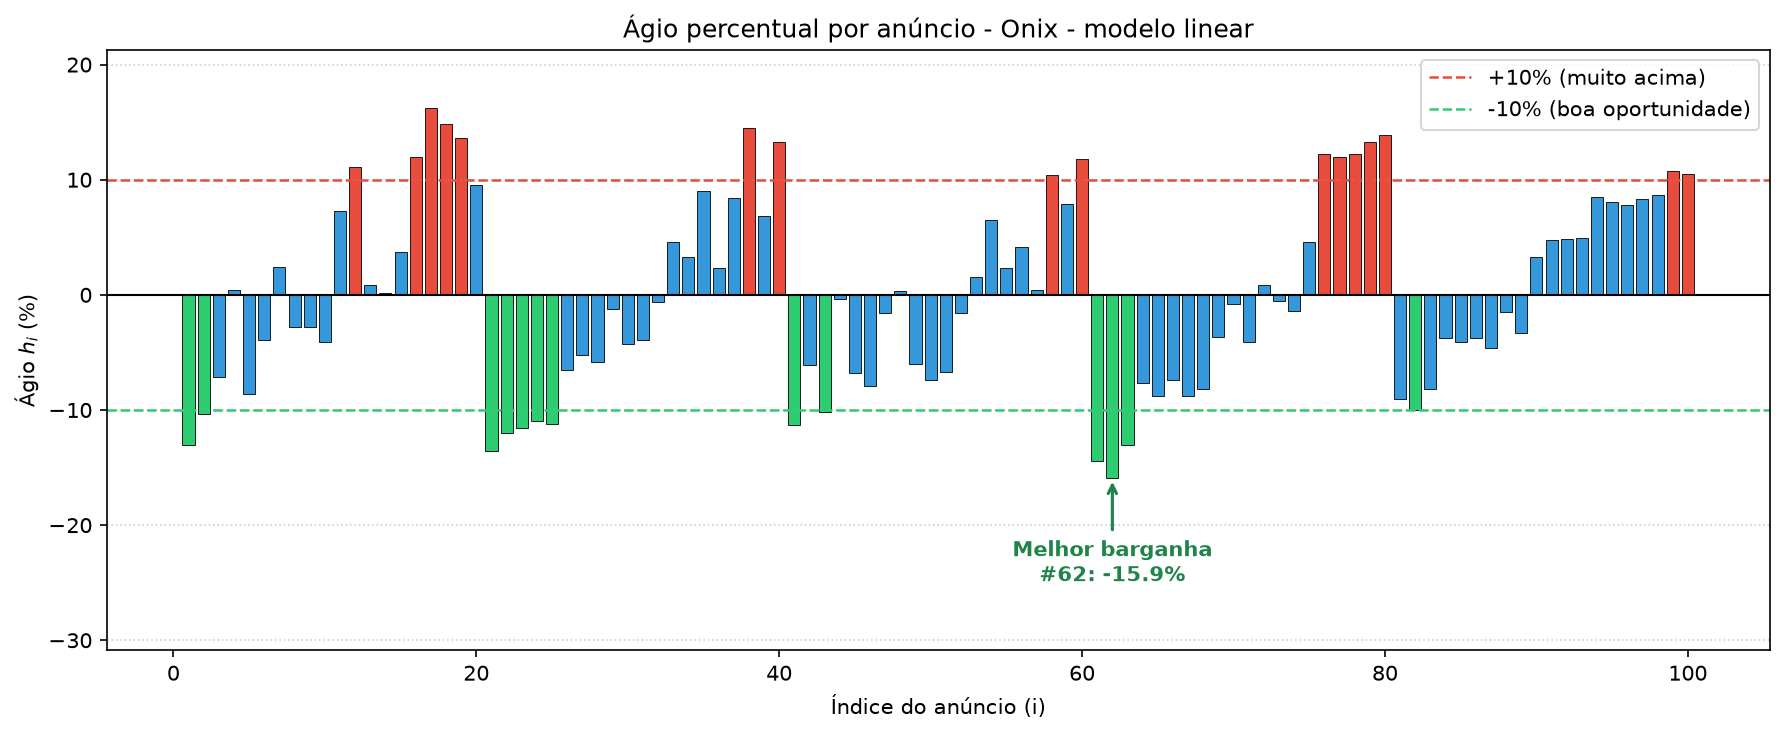 Ágio percentual por anúncio - Onix - modelo linear
+10% (muito acima)
-10% (boa oportunidade)
20
10
0
−10
−20
−30
Ágio hᵢ (%)
Melhor barganha
#62: -15.9%
0 20 40 60 80 100
Índice do anúncio (i)